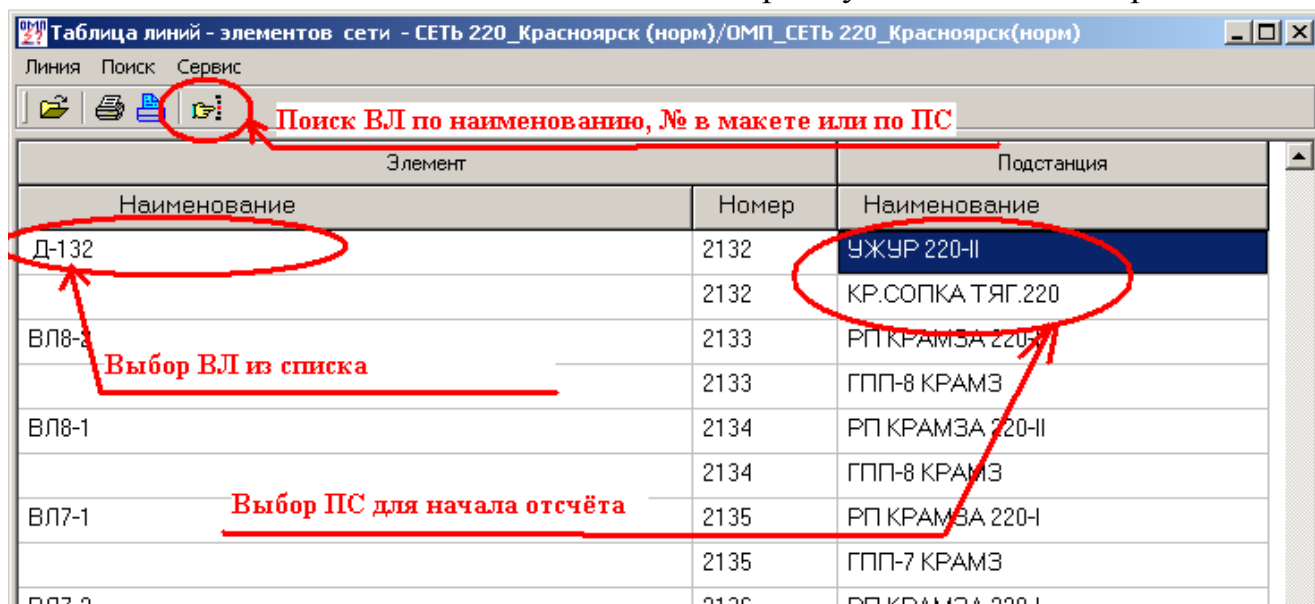 ОМП Таблица линий - элементов сети - СЕТЬ 220_Красноярск (норм)/ОМП_СЕТЬ 220_Красноярск(норм)
Линия Поиск Сервис
Поиск ВЛ по наименованию, № в макете или по ПС
Элемент Подстанция
Наименование Номер Наименование
Д-132 2132 УЖУР 220-II
2132 КР.СОПКА ТЯГ.220
ВЛ8-2 2133 РП КРАМЗА
Выбор ВЛ из списка
2133 ГПП-8 КРАМЗ
ВЛ8-1 2134 РП КРАМЗА 220-II
2134 ГПП-8 КРАМЗ
Выбор ПС для начала отсчёта
ВЛ7-1 2135 РП КРАМЗА 220-I
2135 ГПП-7 КРАМЗ